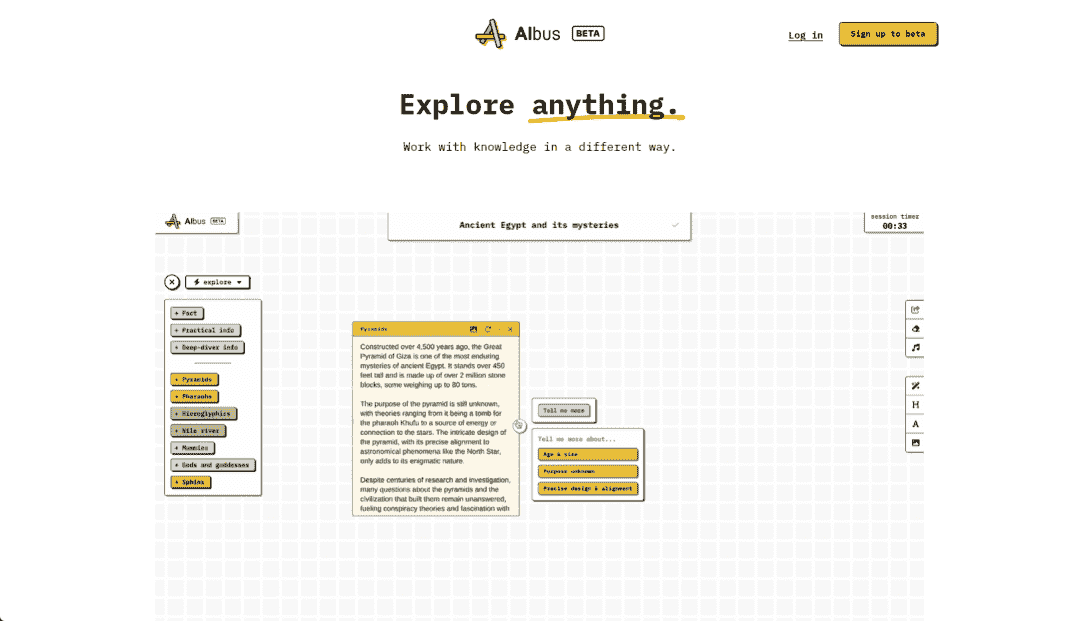 AIbus BETA
Log in
Sign up to beta
Explore anything.
Work with knowledge in a different way.
AIbus BETA
Ancient Egypt and its mysteries
session timer
00:33
explore
+ Fact
+ Practical info
+ Deep-diver info
+ Pyramids
+ Pharaohs
+ Hieroglyphics
+ Nile river
+ Mummies
+ Gods and goddesses
+ Sphinx
Pyramids
Constructed over 4,500 years ago, the Great
Pyramid of Giza is one of the most enduring
mysteries of ancient Egypt. It stands over 450
feet tall and is made up of over 2 million stone
blocks, some weighing up to 80 tons.
The purpose of the pyramid is still unknown,
with theories ranging from it being a tomb for
the pharaoh Khufu to a source of energy or
connection to the stars. The intricate design of
the pyramid, with its precise alignment to
astronomical phenomena like the North Star,
only adds to its enigmatic nature.
Despite centuries of research and investigation,
many questions about the pyramids and the
civilization that built them remain unanswered,
fueling conspiracy theories and fascination with
Tell me more
Tell me more about...
Age & size
Purpose unknown
Precise design & alignment
H
A